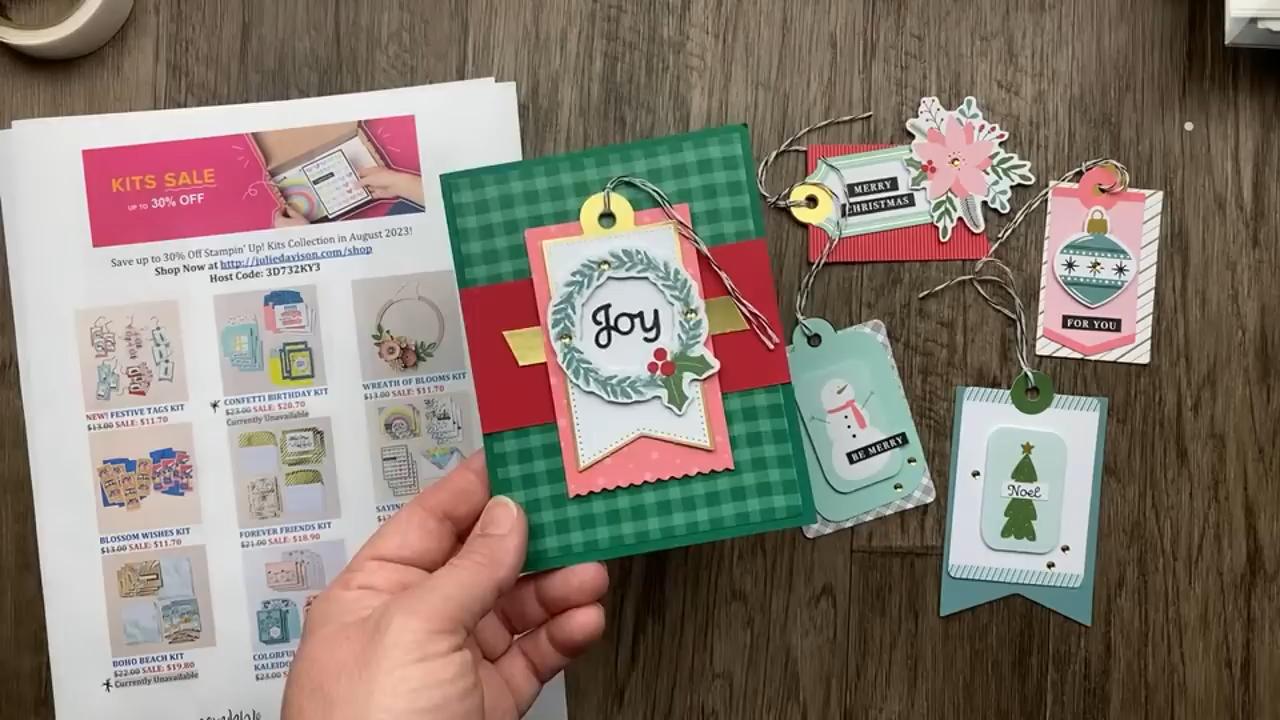 KITS SALE
UP TO 30% OFF
Save up to 30% Off Stampin' Up! Kits Collection in August 2023!
Shop Now at http://juliedavison.com/shop
Host Code: 3D732KY3
NEW! FESTIVE TAGS KIT
$13.00 SALE: $11.70
CONFETTI BIRTHDAY KIT
$23.00 SALE: $20.70
Currently Unavailable
WREATH OF BLOOMS KIT
$13.00 SALE: $11.70
BLOSSOM WISHES KIT
$13.00 SALE: $11.70
FOREVER FRIENDS KIT
$21.00 SALE: $18.90
BOHO BEACH KIT
$22.00 SALE: $19.80
Currently Unavailable
$23.00
Joy
MERRY
CHRISTMAS
FOR YOU
BE MERRY
Noel